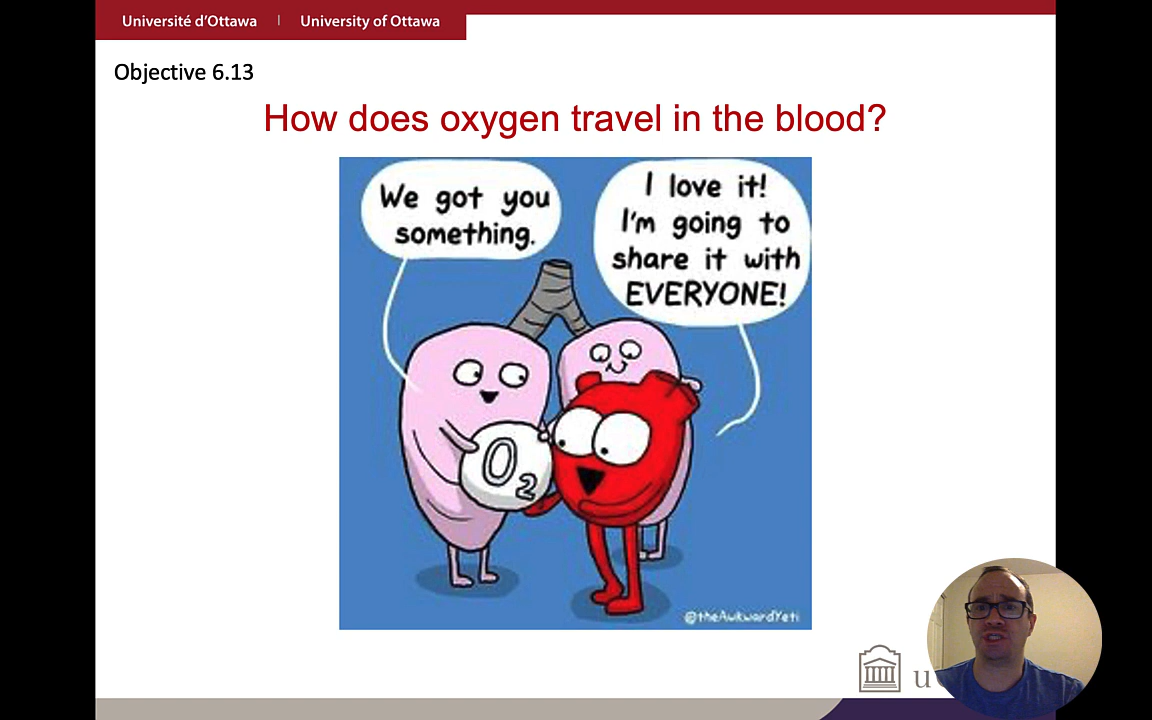 Université d'Ottawa | University of Ottawa
Objective 6.13
How does oxygen travel in the blood?
We got you
something.
I love it!
I'm going to
share it with
EVERYONE!
O2
@theAwkwardYeti